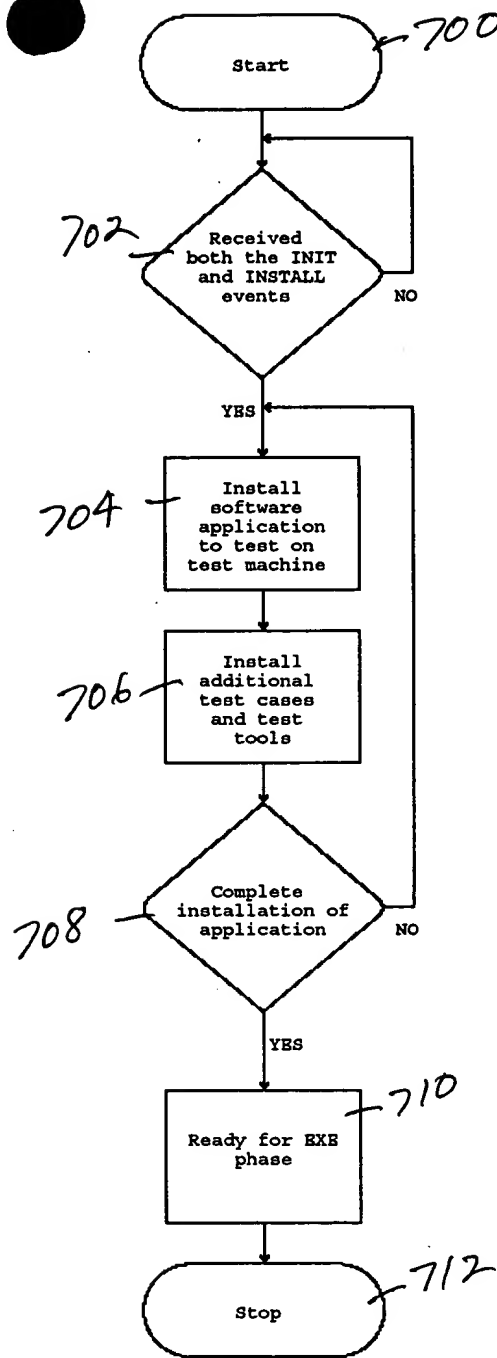 700
Start
702
Received
both the INIT
and INSTALL
events
NO
YES
704
Install
software
application
to test on
test machine
706
Install
additional
test cases
and test
tools
708
Complete
installation of
application
NO
YES
710
Ready for EXE
phase
712
Stop